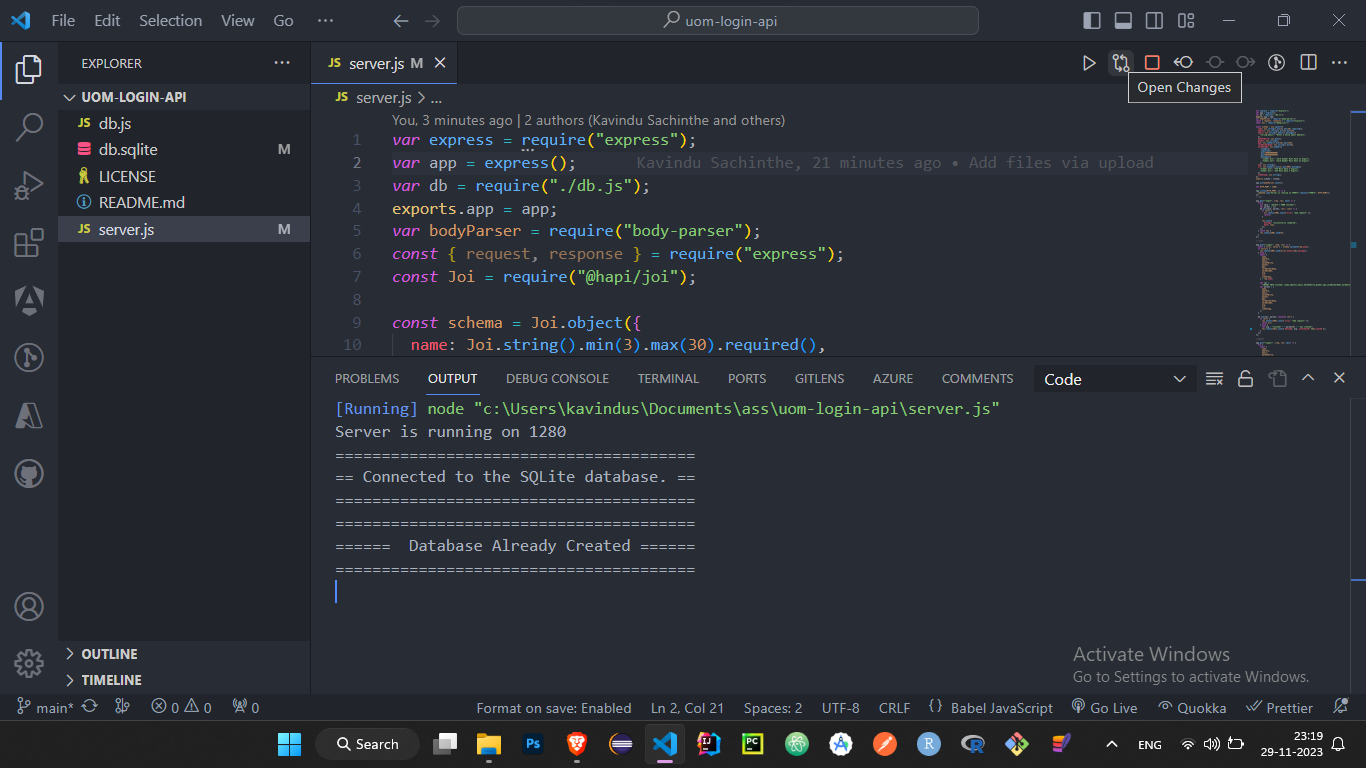 File Edit Selection View Go ··· uom-login-api
EXPLORER ···
UOM-LOGIN-API
JS db.js
db.sqlite M
LICENSE
README.md
JS server.js M
OUTLINE
TIMELINE
JS server.js M
Open Changes
JS server.js > ...
You, 3 minutes ago | 2 authors (Kavindu Sachinthe and others)
1 var express = require("express");
2 var app = express(); Kavindu Sachinthe, 21 minutes ago • Add files via upload
3 var db = require("./db.js");
4 exports.app = app;
5 var bodyParser = require("body-parser");
6 const { request, response } = require("express");
7 const Joi = require("@hapi/joi");
8
9 const schema = Joi.object({
10 name: Joi.string().min(3).max(30).required(),
PROBLEMS OUTPUT DEBUG CONSOLE TERMINAL PORTS GITLENS AZURE COMMENTS Code
[Running] node "c:\Users\kavindus\Documents\ass\uom-login-api\server.js"
Server is running on 1280
=======================================
== Connected to the SQLite database. ==
=======================================
=======================================
======  Database Already Created ======
=======================================
Activate Windows
Go to Settings to activate Windows.
main* 0 0 0 Format on save: Enabled Ln 2, Col 21 Spaces: 2 UTF-8 CRLF {} Babel JavaScript Go Live Quokka Prettier
Search Ps IJ PC R R ENG 23:19
29-11-2023